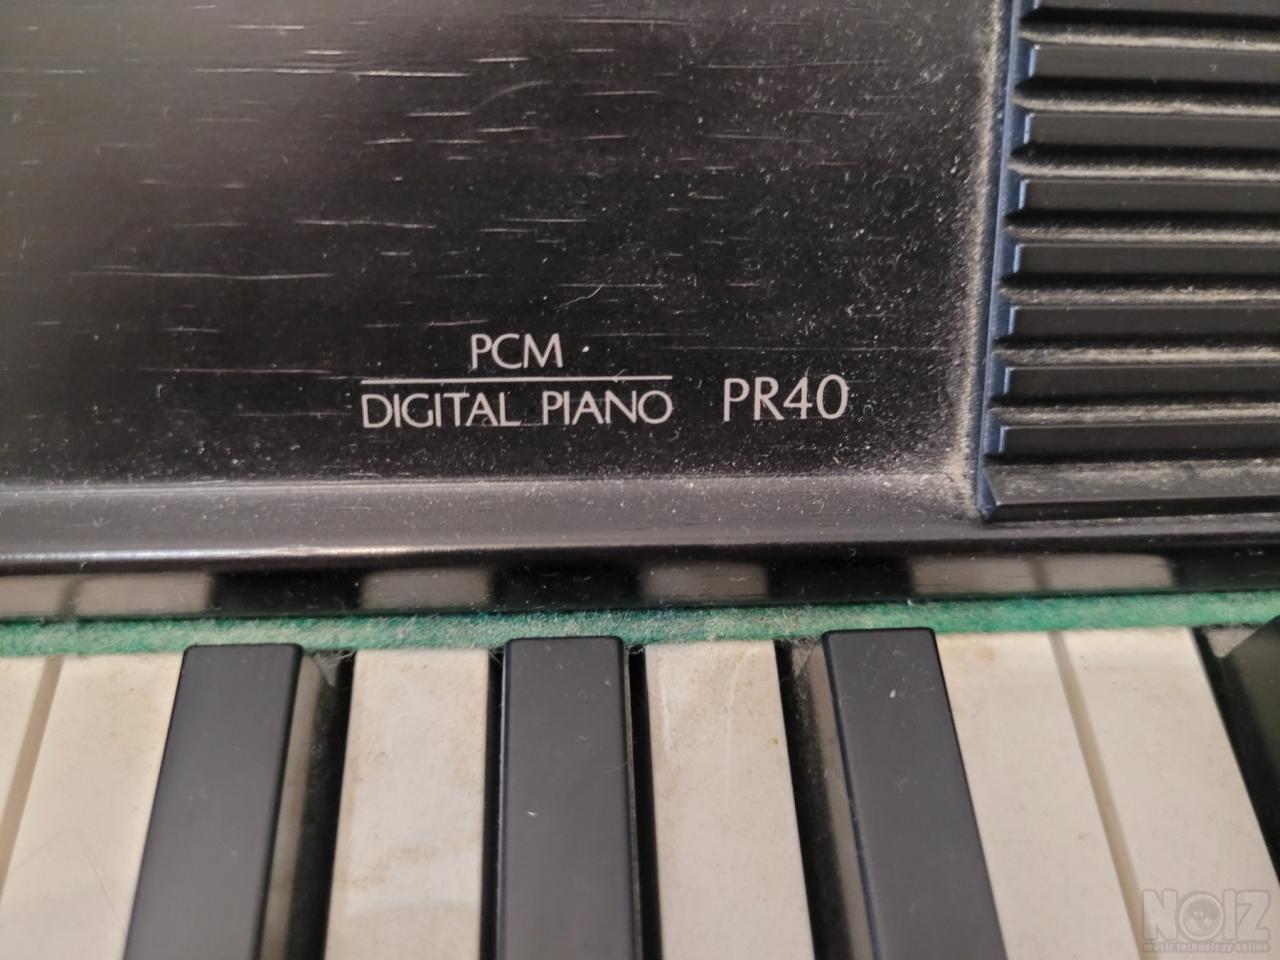 PCM
DIGITAL PIANO PR40
NOIZ
music technology online